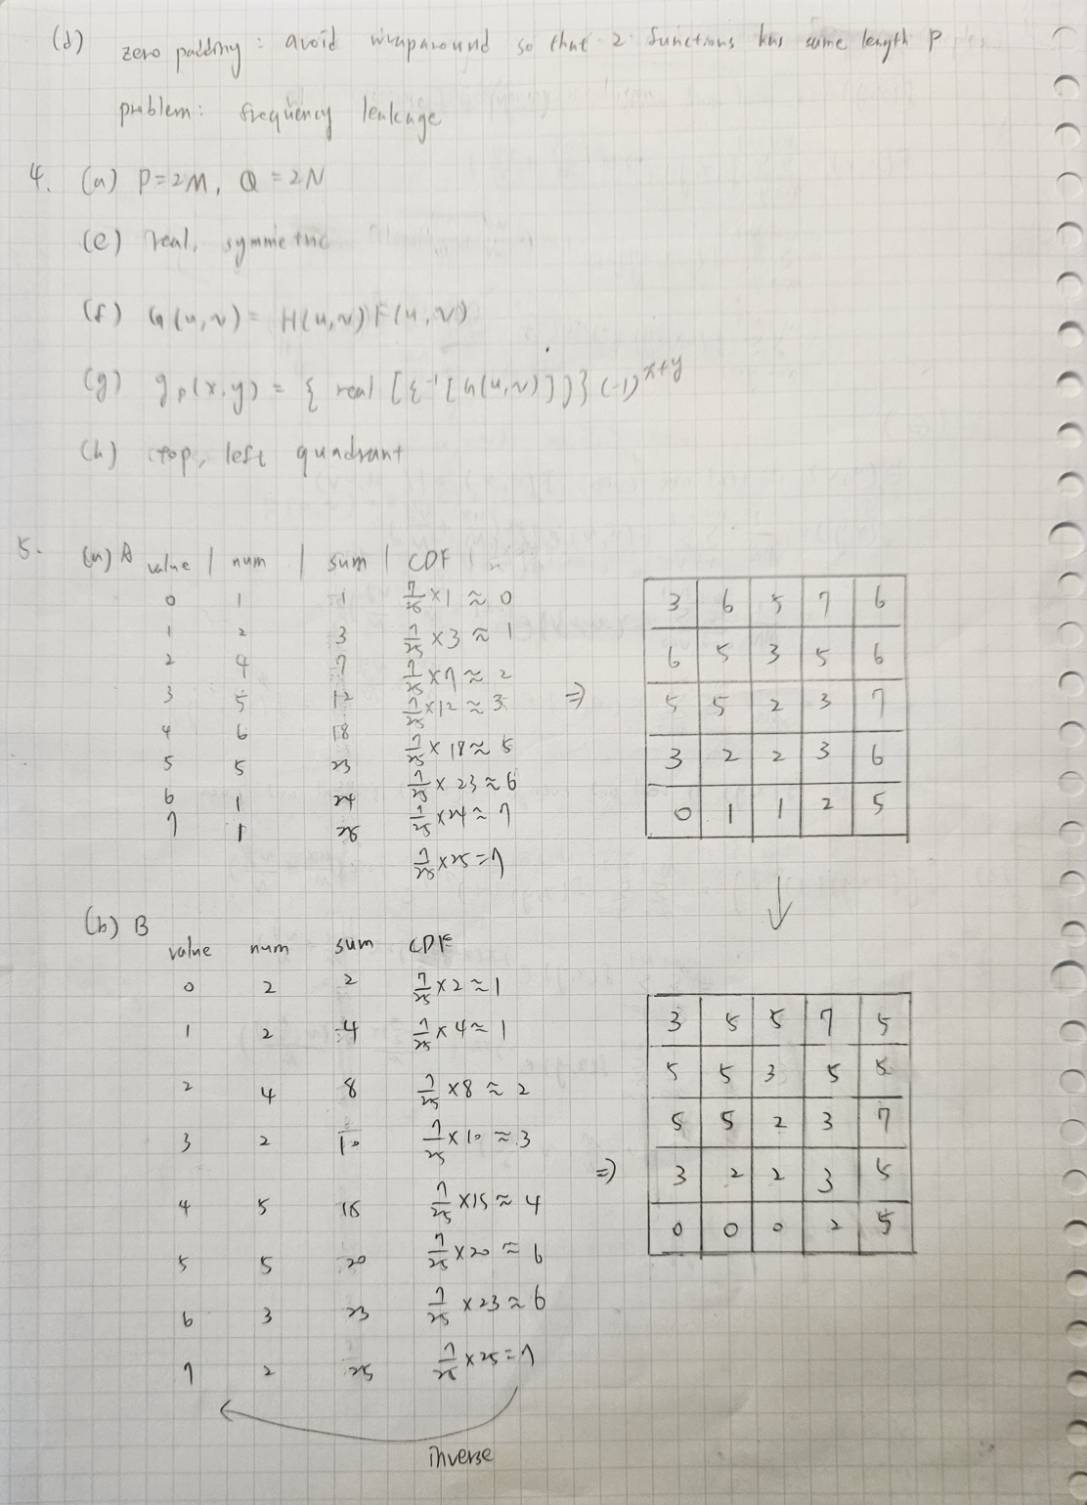 (d) zero padding : avoid wraparound so that 2 functions has same length P
problem: frequency leakage
4. (a) P=2M, Q=2N
(e) real, symmetric
(f) G(u,v) = H(u,v)F(u,v)
(g) gp(x,y) = { real [ξ⁻¹[G(u,v)]]} (-1)^x+y
(h) top, left quadrant
5. (a) A value | num | sum | CDF
0 1 1 7/25 ×1 ≈ 0
1 2 3 7/25 ×3 ≈ 1
2 4 7 7/25 ×7 ≈ 2
3 5 12 7/25 ×12 ≈ 3 ⇒
4 6 18 7/25 ×18 ≈ 5
5 5 23 7/25 × 23 ≈ 6
6 1 24 7/25 ×24 ≈ 7
7 1 25 7/25 ×25 = 7
3 6 5 7 6
6 5 3 5 6
5 5 2 3 7
3 2 2 3 6
0 1 1 2 5
↓
(b) B
value num sum CDF
0 2 2 7/25 ×2 ≈ 1
1 2 4 7/25 ×4 ≈ 1
2 4 8 7/25 ×8 ≈ 2
3 2 10 7/25 ×10 ≈ 3
4 5 15 7/25 ×15 ≈ 4
5 5 20 7/25 ×20 ≈ 6
6 3 23 7/25 ×23 ≈ 6
7 2 25 7/25 ×25 = 7
inverse
⇒
3 5 5 7 5
5 5 3 5 5
5 5 2 3 7
3 2 2 3 5
0 0 0 2 5